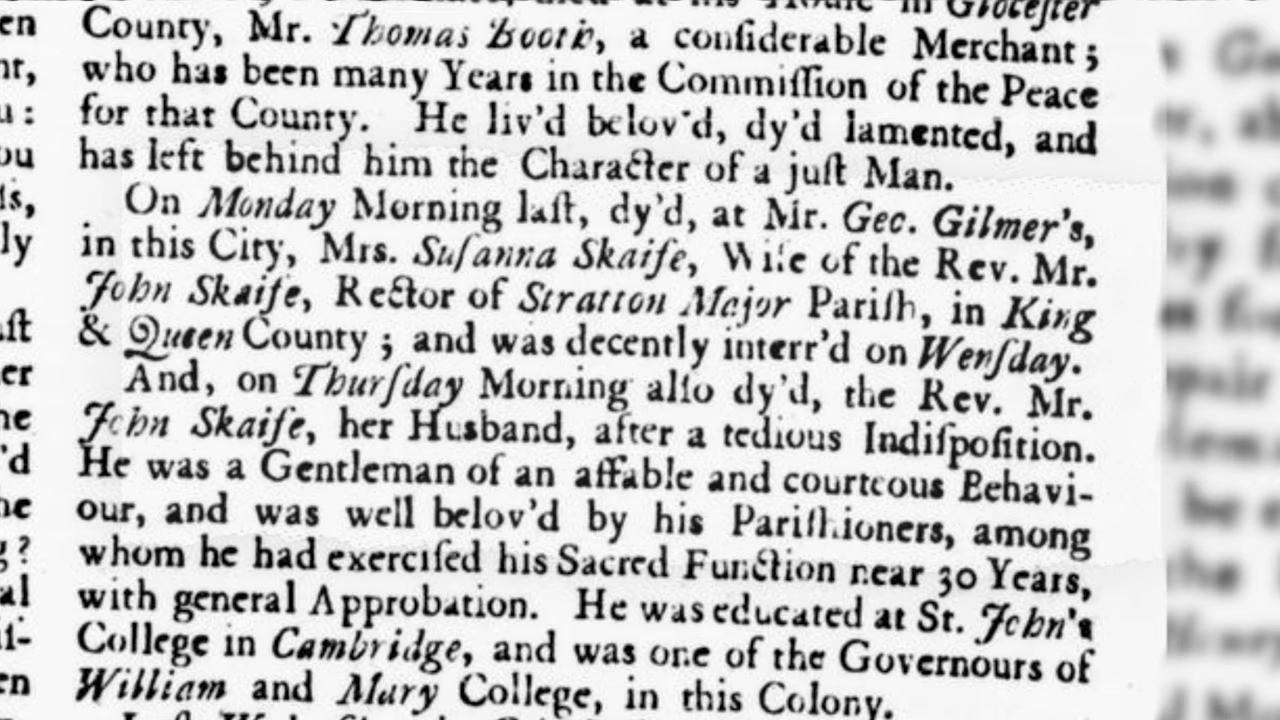 in Glocester
County, Mr. Thomas Booth, a conſiderable Merchant;
who has been many Years in the Commiſſion of the Peace
for that County. He liv'd belov'd, dy'd lamented, and
has left behind him the Character of a juſt Man.
On Monday Morning laſt, dy'd, at Mr. Geo. Gilmer's,
in this City, Mrs. Suſanna Skaiſe, Wiſe of the Rev. Mr.
John Skaiſe, Rector of Stratton Major Pariſh, in King
& Queen County; and was decently interr'd on Wenſday.
And, on Thurſday Morning alſo dy'd, the Rev. Mr.
John Skaiſe, her Husband, after a tedious Indiſpoſition.
He was a Gentleman of an affable and courteous Behavi-
our, and was well belov'd by his Pariſhioners, among
whom he had exerciſed his Sacred Function near 30 Years,
with general Approbation. He was educated at St. John's
College in Cambridge, and was one of the Governours of
William and Mary College, in this Colony.